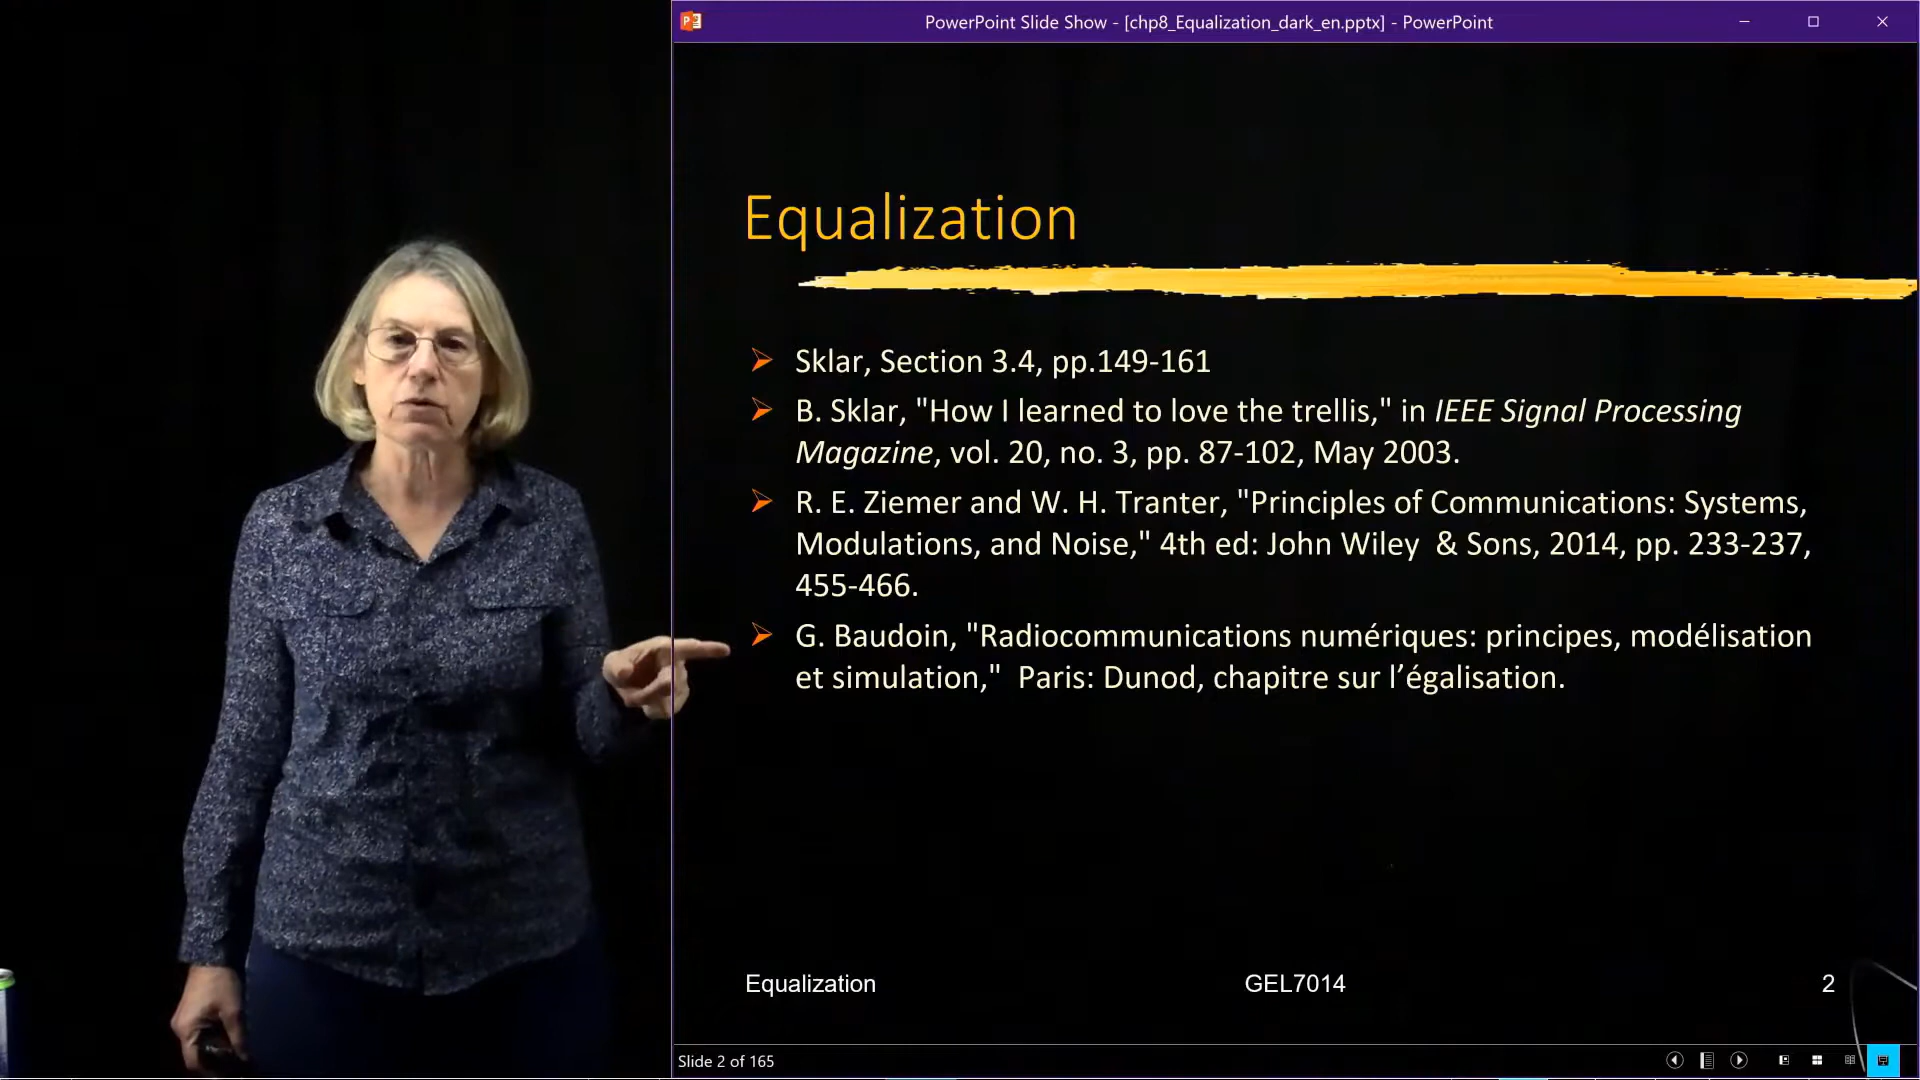 PowerPoint Slide Show - [chp8_Equalization_dark_en.pptx] - PowerPoint
Equalization
Sklar, Section 3.4, pp.149-161
B. Sklar, "How I learned to love the trellis," in IEEE Signal Processing
Magazine, vol. 20, no. 3, pp. 87-102, May 2003.
R. E. Ziemer and W. H. Tranter, "Principles of Communications: Systems,
Modulations, and Noise," 4th ed: John Wiley  & Sons, 2014, pp. 233-237,
455-466.
G. Baudoin, "Radiocommunications numériques: principes, modélisation
et simulation,"  Paris: Dunod, chapitre sur l’égalisation.
Equalization GEL7014 2
Slide 2 of 165